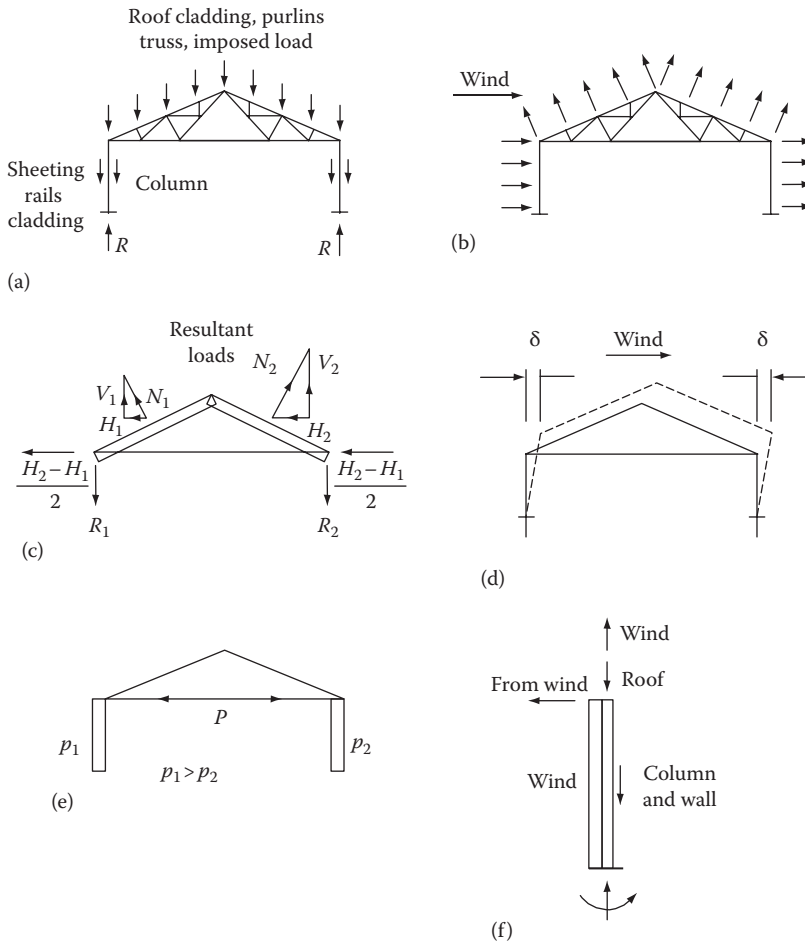 Roof cladding, purlins
truss, imposed load
Sheeting
rails
cladding
Column
R
R
(a)
Wind
(b)
Resultant
loads
V₁
N₁
H₁
N₂
V₂
H₂
H₂ – H₁
2
H₂ – H₁
2
R₁
R₂
(c)
δ
Wind
δ
(d)
P
p₁
p₂
p₁ > p₂
(e)
Wind
From wind
Roof
Wind
Column
and wall
(f)